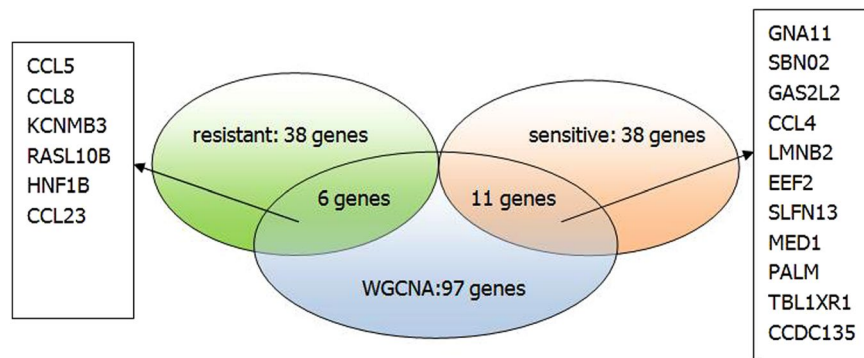 CCL5
CCL8
KCNMB3
RASL10B
HNF1B
CCL23
resistant: 38 genes
sensitive: 38 genes
6 genes
11 genes
WGCNA:97 genes
GNA11
SBN02
GAS2L2
CCL4
LMNB2
EEF2
SLFN13
MED1
PALM
TBL1XR1
CCDC135